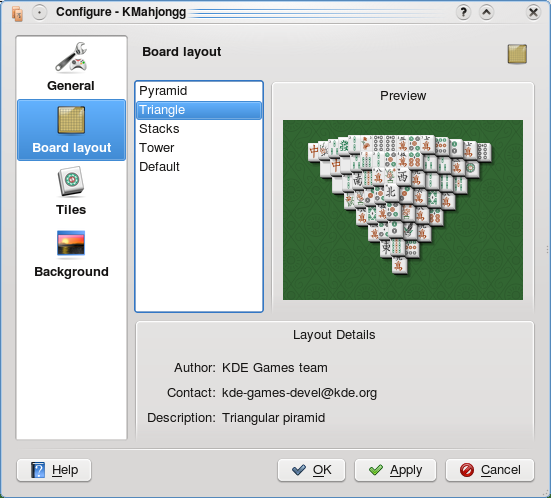 Configure - KMahjongg
General
Board layout
Tiles
Background
Board layout
Pyramid
Triangle
Stacks
Tower
Default
Preview
Layout Details
Author: KDE Games team
Contact: kde-games-devel@kde.org
Description: Triangular piramid
Help
OK
Apply
Cancel